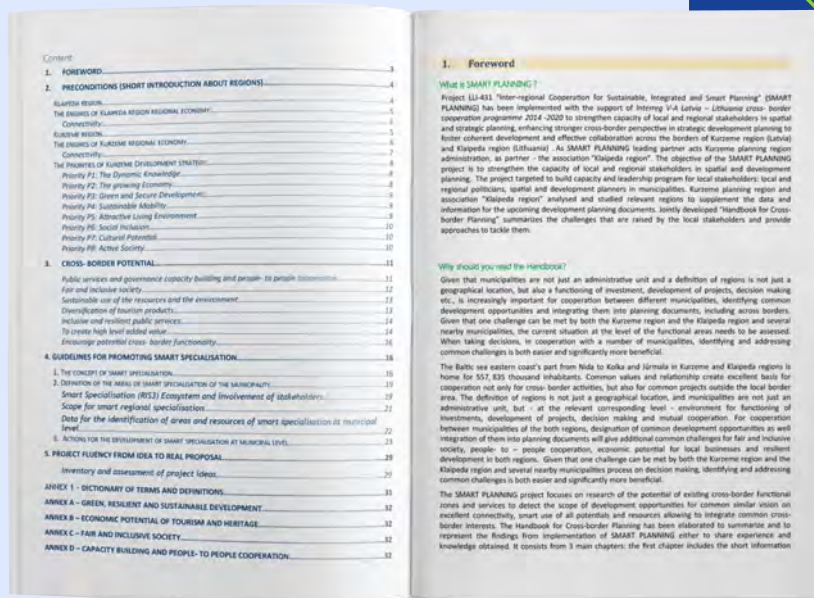 Content
1. FOREWORD 3
2. PRECONDITIONS (SHORT INTRODUCTION ABOUT REGIONS) 4
KLAIPEDA REGION 4
THE ENGINES OF KLAIPEDA REGION REGIONAL ECONOMY 5
Connectivity 6
KURZEME REGION 5
THE ENGINES OF KURZEME REGIONAL ECONOMY 6
Connectivity 7
THE PRIORITIES OF KURZEME DEVELOPMENT STRATEGY 8
Priority P1: The Dynamic Knowledge 8
Priority P2: The growing Economy 8
Priority P3: Green and Secure Development 9
Priority P4: Sustainable Mobility 9
Priority P5: Attractive Living Environment 9
Priority P6: Social Inclusion 10
Priority P7: Cultural Potential 10
Priority P8: Active Society 10
3. CROSS- BORDER POTENTIAL 11
Public services and governance capacity building and people- to people 11
Fair and inclusive society 12
Sustainable use of the resources and the environment 13
Diversification of tourism products 13
Inclusive and resilient public services 14
To create high level added value 14
Encourage potential cross- border functionality 16
4. GUIDELINES FOR PROMOTING SMART SPECIALISATION 18
1. THE CONCEPT OF SMART SPECIALISATION 18
2. DEFINITION OF THE AREAS OF SMART SPECIALISATION OF THE MUNICIPALITY 19
Smart Specialisation (RIS3) Ecosystem and involvement of stakeholders 19
Scope for smart regional specialisation 21
Data for the identification of areas and resources of smart specialisation at municipal
level 22
3. ACTIONS FOR THE DEVELOPMENT OF SMART SPECIALISATION AT MUNICIPAL LEVEL 23
5. PROJECT FLUENCY FROM IDEA TO REAL PROPOSAL 29
Inventory and assessment of project ideas 29
ANNEX 1 - DICTIONARY OF TERMS AND DEFINITIONS 31
ANNEX A – GREEN, RESILIENT AND SUSTAINABLE DEVELOPMENT 32
ANNEX B – ECONOMIC POTENTIAL OF TOURISM AND HERITAGE 32
ANNEX C – FAIR AND INCLUSIVE SOCIETY 32
ANNEX D – CAPACITY BUILDING AND PEOPLE- TO PEOPLE COOPERATION 32
1. Foreword
What is SMART PLANNING ?
Project LLI-431 "Inter-regional Cooperation for Sustainable, Integrated and Smart Planning" (SMART
PLANNING) has been implemented with the support of Interreg V-A Latvia – Lithuania cross- border
cooperation programme 2014 -2020 to strengthen capacity of local and regional stakeholders in spatial
and strategic planning, enhancing stronger cross-border perspective in strategic development planning to
foster coherent development and effective collaboration across the borders of Kurzeme region (Latvia)
and Klaipeda region (Lithuania) . As SMART PLANNING leading partner acts Kurzeme planning region
administration, as partner - the association "Klaipeda region". The objective of the SMART PLANNING
project is to strengthen the capacity of local and regional stakeholders in spatial and development
planning. The project targeted to build capacity and leadership program for local stakeholders: local and
regional politicians, spatial and development planners in municipalities. Kurzeme planning region and
association "Klaipeda region" analysed and studied relevant regions to supplement the data and
information for the upcoming development planning documents. Jointly developed "Handbook for Cross-
border Planning" summarizes the challenges that are raised by the local stakeholders and provide
approaches to tackle them.
Why should you read the Handbook?
Given that municipalities are not just an administrative unit and a definition of regions is not just a
geographical location, but also a functioning of investment, development of projects, decision making
etc., is increasingly important for cooperation between different municipalities, identifying common
development opportunities and integrating them into planning documents, including across borders.
Given that one challenge can be met by both the Kurzeme region and the Klaipeda region and several
nearby municipalities, the current situation at the level of the functional areas needs to be assessed.
When taking decisions, in cooperation with a number of municipalities, identifying and addressing
common challenges is both easier and significantly more beneficial.
The Baltic sea eastern coast's part from Nida to Kolka and Jūrmala in Kurzeme and Klaipeda regions is
home for 557, 835 thousand inhabitants. Common values and relationship create excellent basis for
cooperation not only for cross- border activities, but also for common projects outside the local border
area. The definition of regions is not just a geographical location, and municipalities are not just an
administrative unit, but - at the relevant corresponding level - environment for functioning of
investments, development of projects, decision making and mutual cooperation. For cooperation
between municipalities of the both regions, designation of common development opportunities as well
integration of them into planning documents will give additional common challenges for fair and inclusive
society, people- to – people cooperation, economic potential for local businesses and resilient
development in both regions. Given that one challenge can be met by both the Kurzeme region and the
Klaipeda region and several nearby municipalities process on decision making, identifying and addressing
common challenges is both easier and significantly more beneficial.
The SMART PLANNING project focuses on research of the potential of existing cross-border functional
zones and services to detect the scope of development opportunities for common similar vision on
excellent connectivity, smart use of all potentials and resources allowing to integrate common cross-
border interests. The Handbook for Cross-border Planning has been elaborated to summarize and to
represent the findings from implementation of SMART PLANNING either to share experience and
knowledge obtained. It consists from 3 main chapters: the first chapter includes the short information